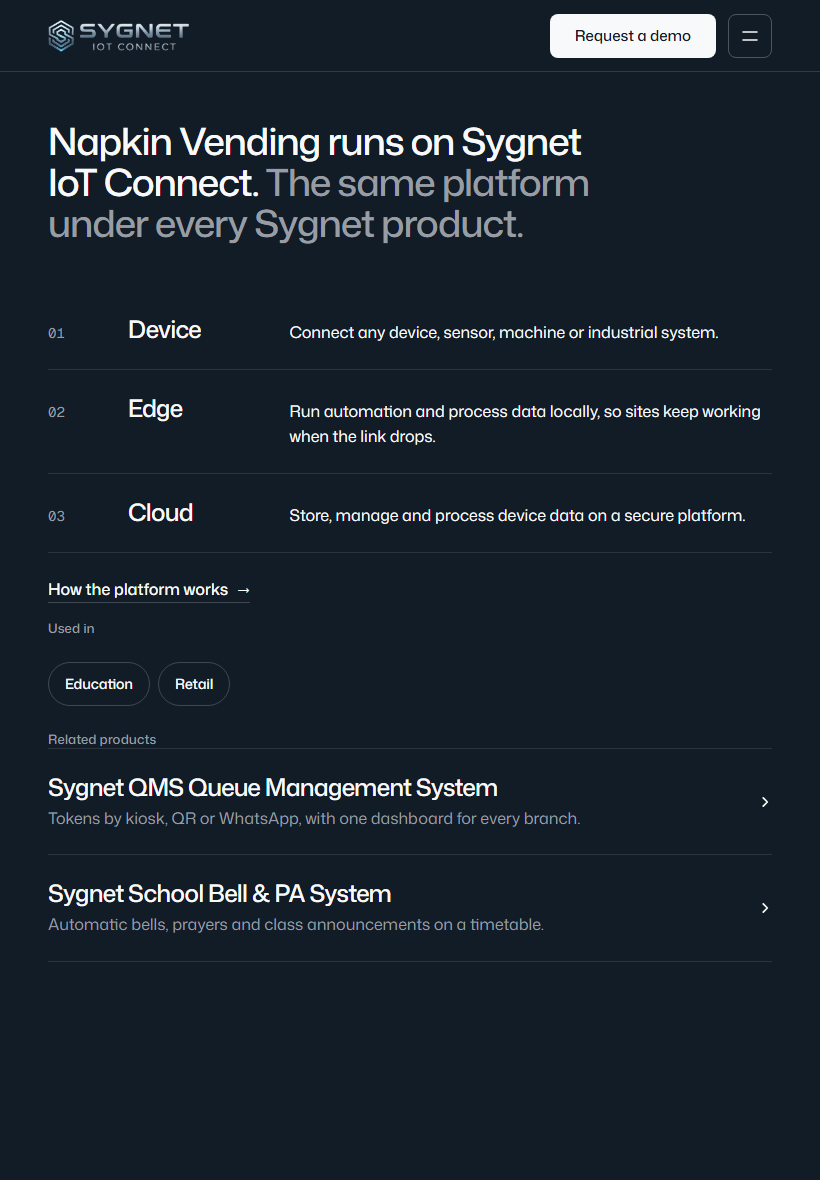 SYGNET
IOT CONNECT
Request a demo
Napkin Vending runs on Sygnet
IoT Connect. The same platform
under every Sygnet product.
01
Device
Connect any device, sensor, machine or industrial system.
02
Edge
Run automation and process data locally, so sites keep working
when the link drops.
03
Cloud
Store, manage and process device data on a secure platform.
How the platform works →
Used in
Education
Retail
Related products
Sygnet QMS Queue Management System
Tokens by kiosk, QR or WhatsApp, with one dashboard for every branch.
Sygnet School Bell & PA System
Automatic bells, prayers and class announcements on a timetable.